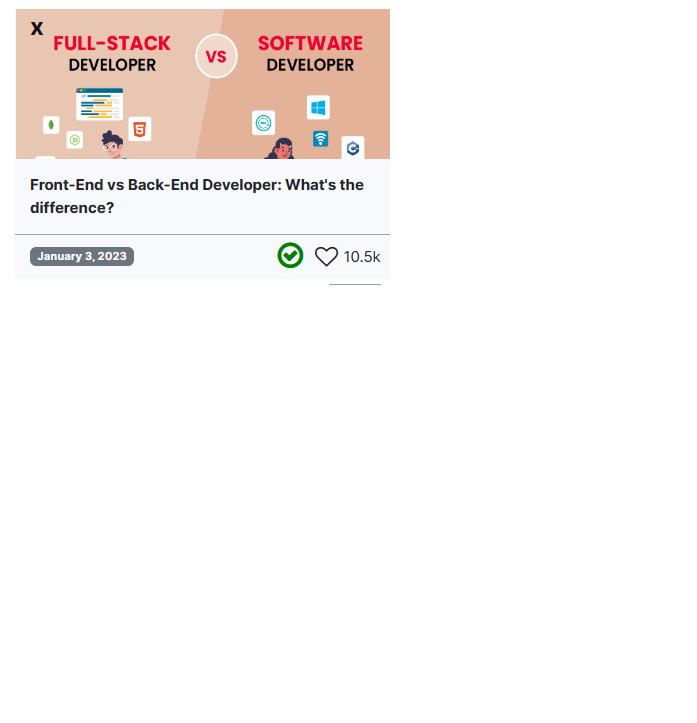 X
FULL-STACK
DEVELOPER
VS
SOFTWARE
DEVELOPER
Front-End vs Back-End Developer: What's the
difference?
January 3, 2023
10.5k